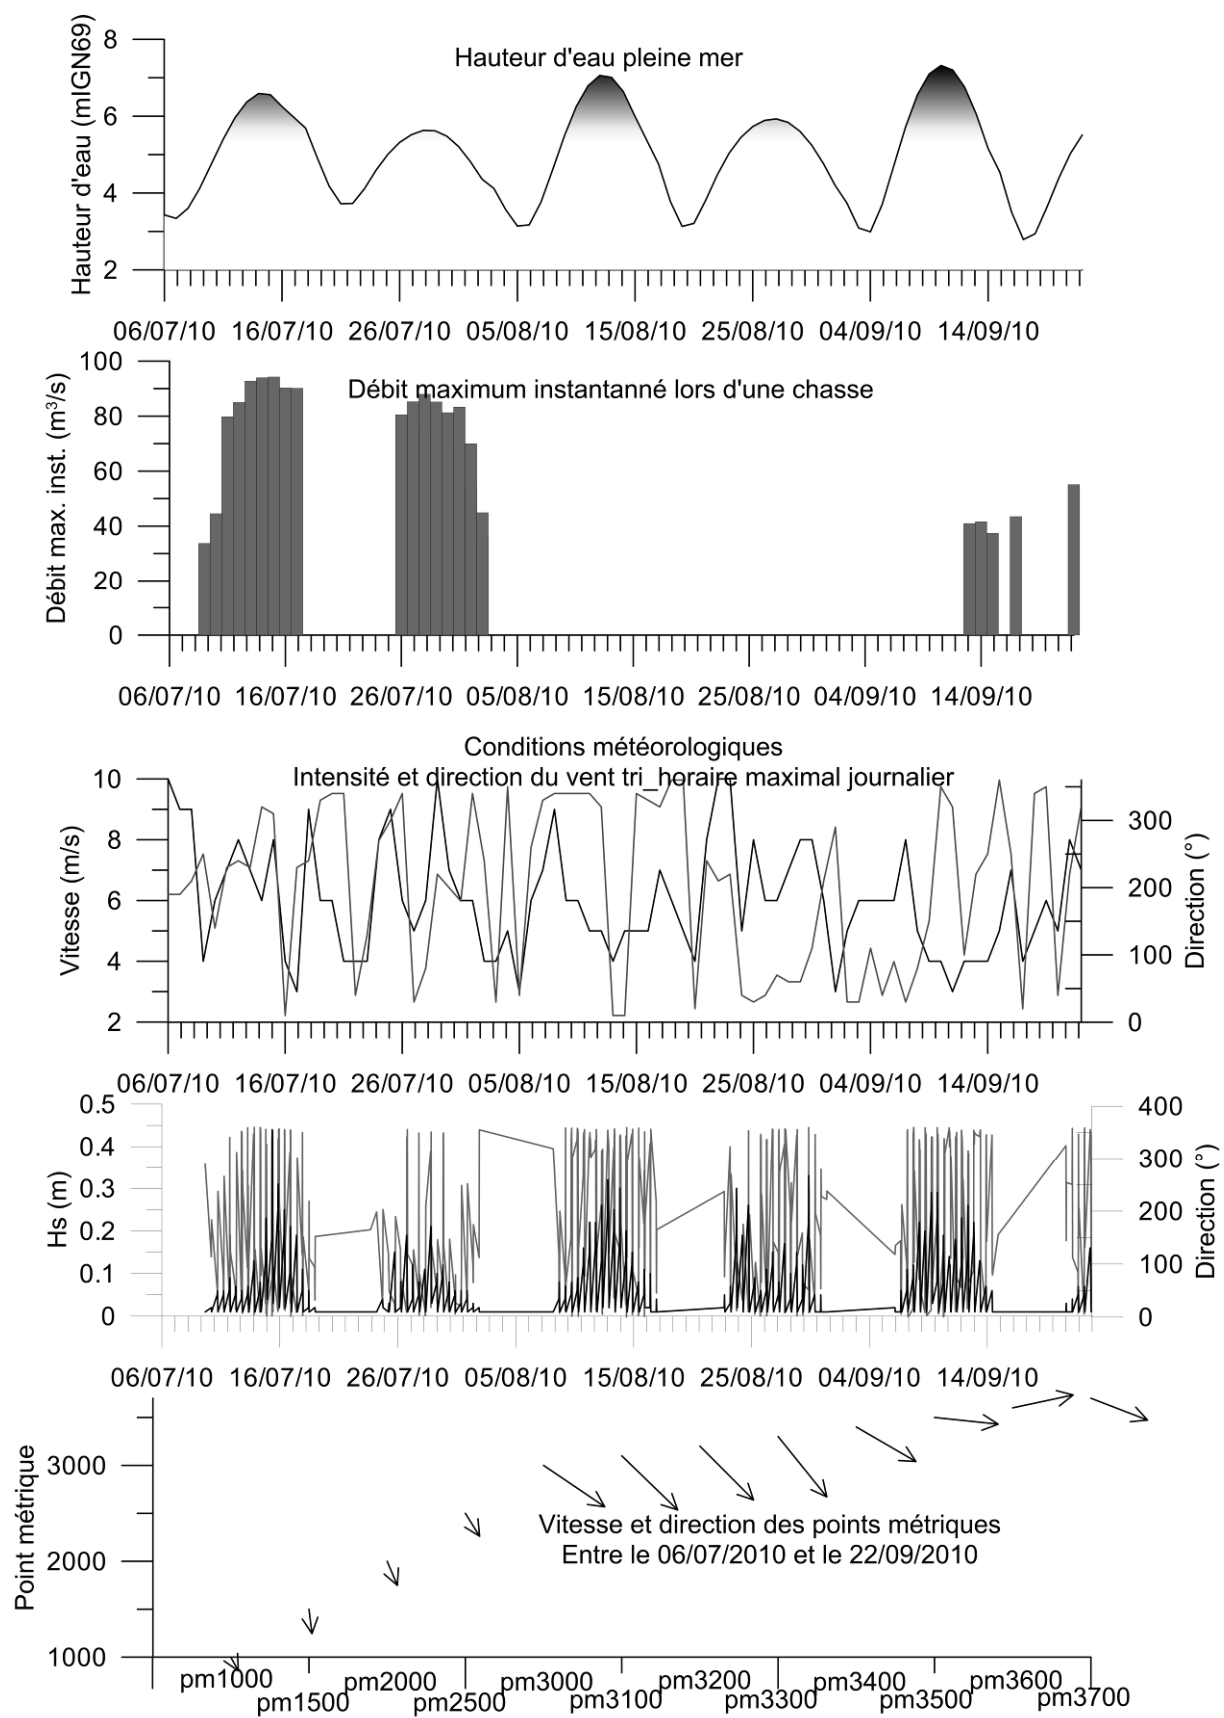 Hauteur d'eau pleine mer
Hauteur d'eau (mIGN69)
8
6
4
2
06/07/10 16/07/10 26/07/10 05/08/10 15/08/10 25/08/10 04/09/10 14/09/10
Débit maximum instantanné lors d'une chasse
Débit max. inst. (m³/s)
100
80
60
40
20
0
06/07/10 16/07/10 26/07/10 05/08/10 15/08/10 25/08/10 04/09/10 14/09/10
Conditions météorologiques
Intensité et direction du vent tri_horaire maximal journalier
Vitesse (m/s)
10
8
6
4
2
300
200
100
0
Direction (°)
06/07/10 16/07/10 26/07/10 05/08/10 15/08/10 25/08/10 04/09/10 14/09/10
Hs (m)
0.5
0.4
0.3
0.2
0.1
0
400
300
200
100
0
Direction (°)
06/07/10 16/07/10 26/07/10 05/08/10 15/08/10 25/08/10 04/09/10 14/09/10
Point métrique
3000
2000
1000
Vitesse et direction des points métriques
Entre le 06/07/2010 et le 22/09/2010
pm1000 pm2000 pm3000 pm3200 pm3400 pm3600
pm1500 pm2500 pm3100 pm3300 pm3500 pm3700